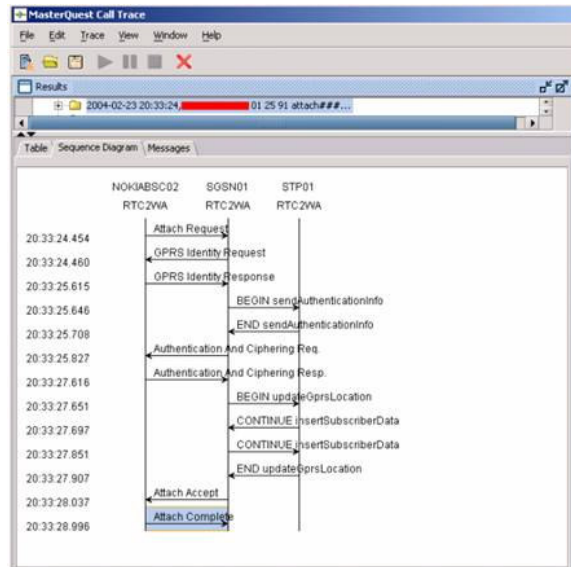 MasterQuest Call Trace
File Edit Trace View Window Help
Results
2004-02-23 20:33:24, 01 25 91 attach###...
Table Sequence Diagram Messages
NOKIABSC02 SGSN01 STP01
RTC2WA RTC2WA RTC2WA
Attach Request
20:33:24.454
GPRS Identity Request
20:33:24.460
GPRS Identity Response
20:33:25.615
BEGIN sendAuthenticationInfo
20:33:25.646
END sendAuthenticationInfo
20:33:25.708
Authentication And Ciphering Req.
20:33:25.827
Authentication And Ciphering Resp.
20:33:27.616
BEGIN updateGprsLocation
20:33:27.651
CONTINUE insertSubscriberData
20:33:27.697
CONTINUE insertSubscriberData
20:33:27.851
END updateGprsLocation
20:33:27.907
Attach Accept
20:33:28.037
Attach Complete
20:33:28.996